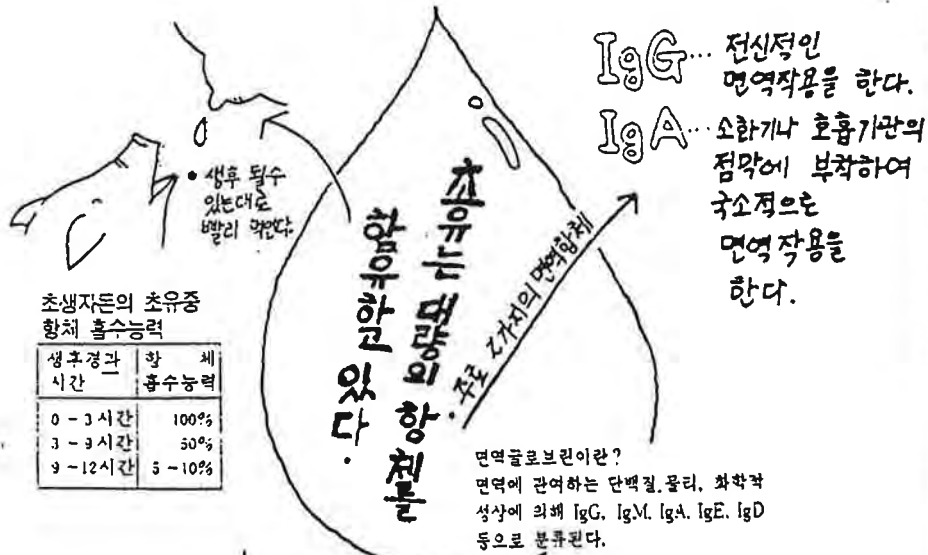 IgG… 전신적인
면역작용을 한다.
IgA… 소화기나 호흡기관의
점막에 부착하여
국소적으로
면역작용을
한다.
• 생후 될수
있는대로
빨리 먹인다.
초유는 대량의 항체를
함유하고 있다.
• 주로 2가지의 면역항체
초생자돈의 초유중
항체 흡수능력
생후경과 항 체
시간 흡수능력
0 - 3시간 100%
3 - 9시간 50%
9 -12시간 5 -10%
면역글로브린이란?
면역에 관여하는 단백질. 물리, 화학적
성상에 의해 IgG, IgM, IgA, IgE, IgD
등으로 분류된다.